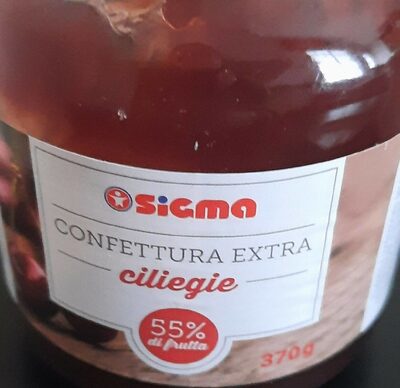 SIGMA
CONFETTURA EXTRA
ciliegie
55%
di frutta
370g